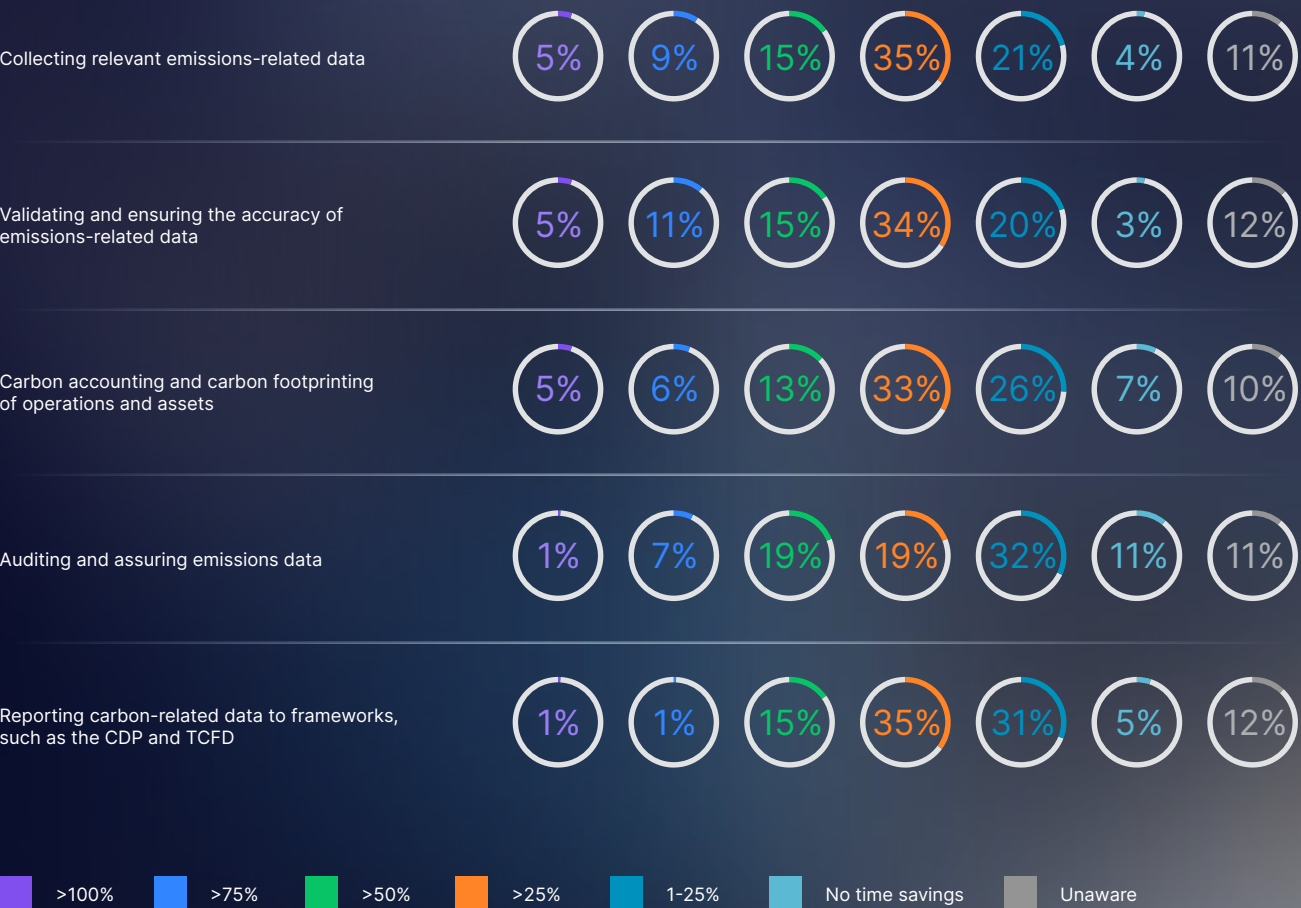 Collecting relevant emissions-related data 5% 9% 15% 35% 21% 4% 11%
Validating and ensuring the accuracy of
emissions-related data 5% 11% 15% 34% 20% 3% 12%
Carbon accounting and carbon footprinting
of operations and assets 5% 6% 13% 33% 26% 7% 10%
Auditing and assuring emissions data 1% 7% 19% 19% 32% 11% 11%
Reporting carbon-related data to frameworks,
such as the CDP and TCFD 1% 1% 15% 35% 31% 5% 12%
>100% >75% >50% >25% 1-25% No time savings Unaware